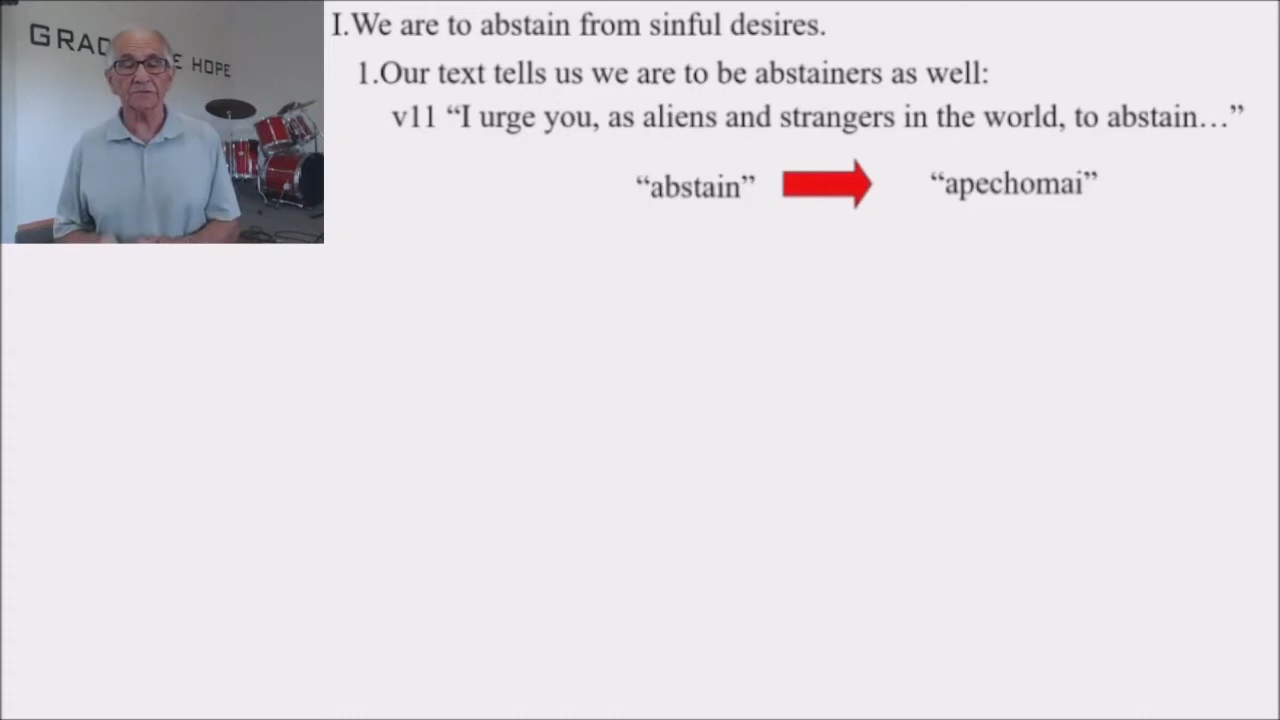 GRAC E HOPE
I.We are to abstain from sinful desires.
1.Our text tells us we are to be abstainers as well:
v11 “I urge you, as aliens and strangers in the world, to abstain…”
“abstain” “apechomai”